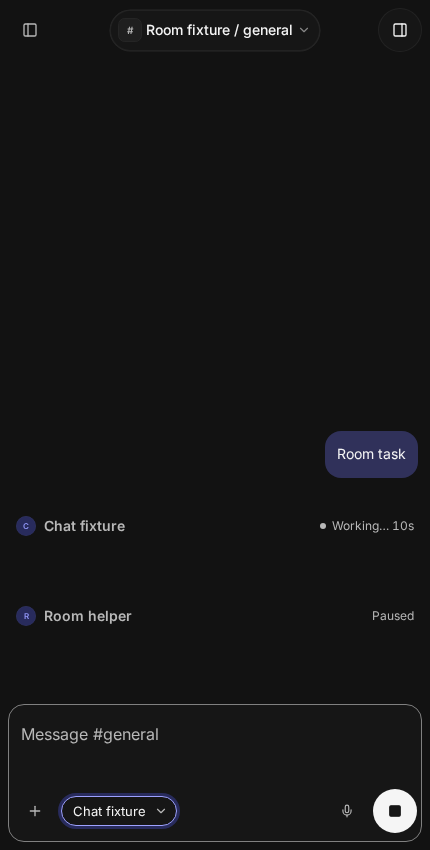 # Room fixture / general
Room task
C Chat fixture Working... 10s
R Room helper Paused
Message #general
Chat fixture